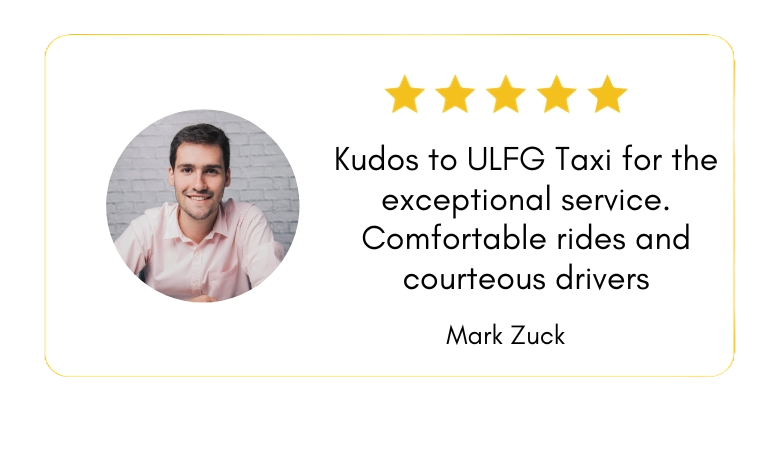 Kudos to ULFG Taxi for the
exceptional service.
Comfortable rides and
courteous drivers
Mark Zuck